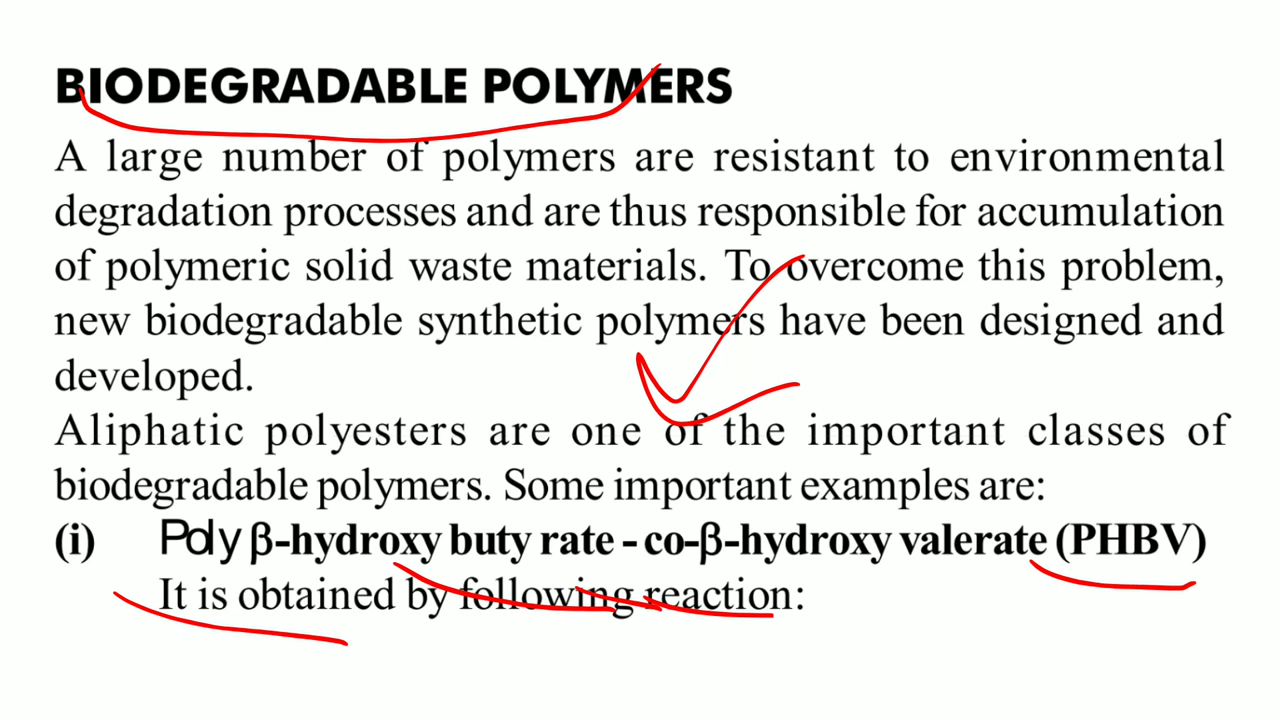 BIODEGRADABLE POLYMERS
A large number of polymers are resistant to environmental
degradation processes and are thus responsible for accumulation
of polymeric solid waste materials. To overcome this problem,
new biodegradable synthetic polymers have been designed and
developed.
Aliphatic polyesters are one of the important classes of
biodegradable polymers. Some important examples are:
(i) Poly β-hydroxy buty rate - co-β-hydroxy valerate (PHBV)
It is obtained by following reaction: